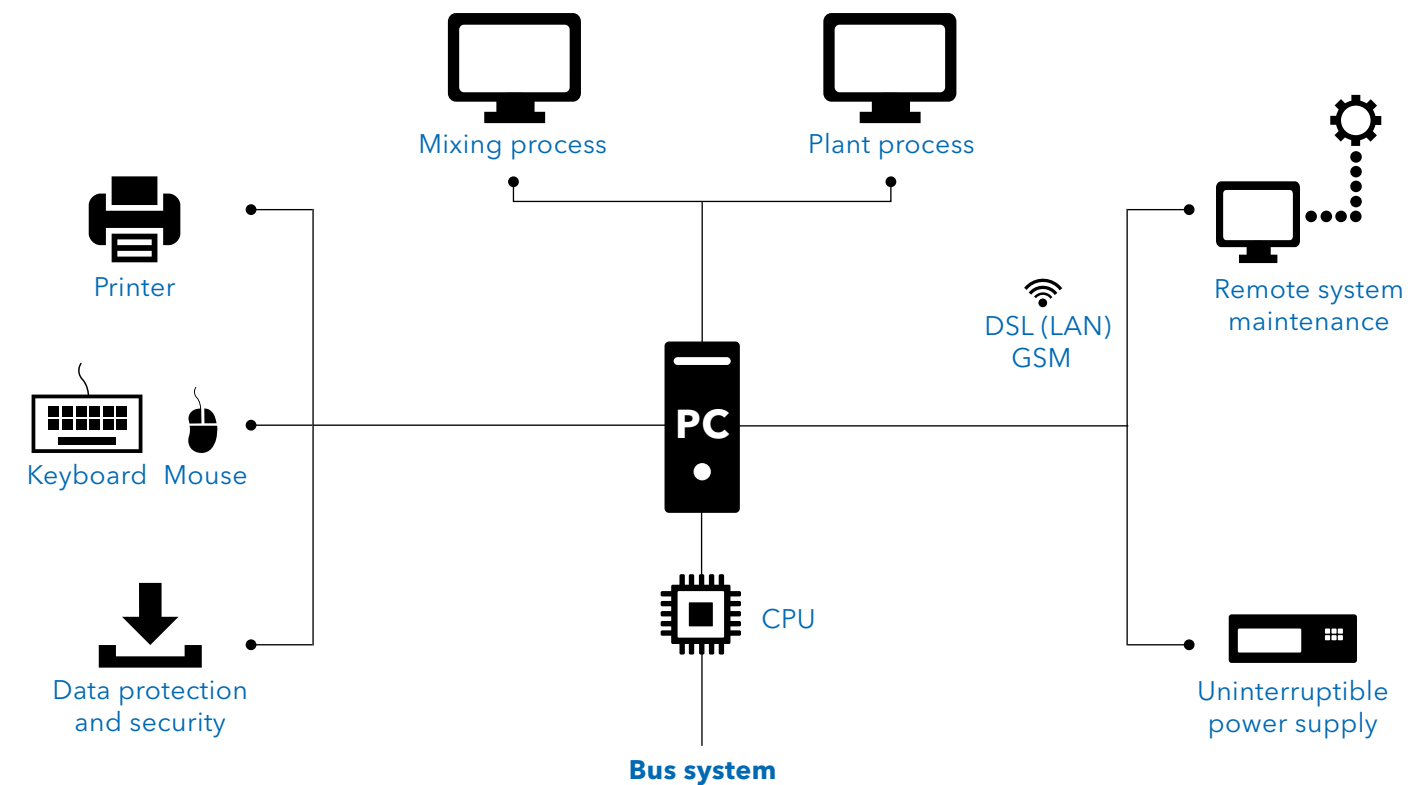 Mixing process
Plant process
Printer
Remote system
maintenance
DSL (LAN)
GSM
PC
Keyboard
Mouse
CPU
Data protection
and security
Uninterruptible
power supply
Bus system